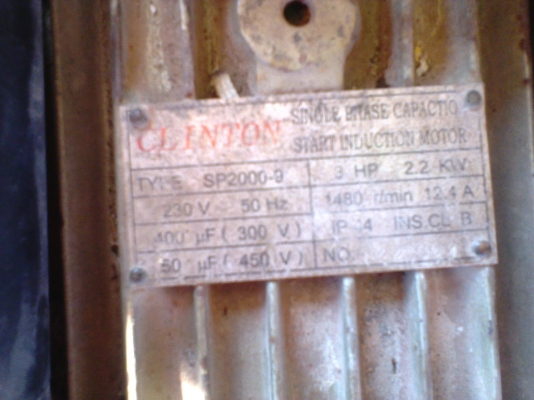 CLINTON
SINGLE PHASE CAPACTIO
START INDUCTION MOTOR
TYPE SP2000-9
3 HP 2.2 KW
230 V 50 Hz
1480 r/min 12.4 A
400 µF ( 300 V )
IP 4 INS.CL B
50 µF ( 450 V )
NO.